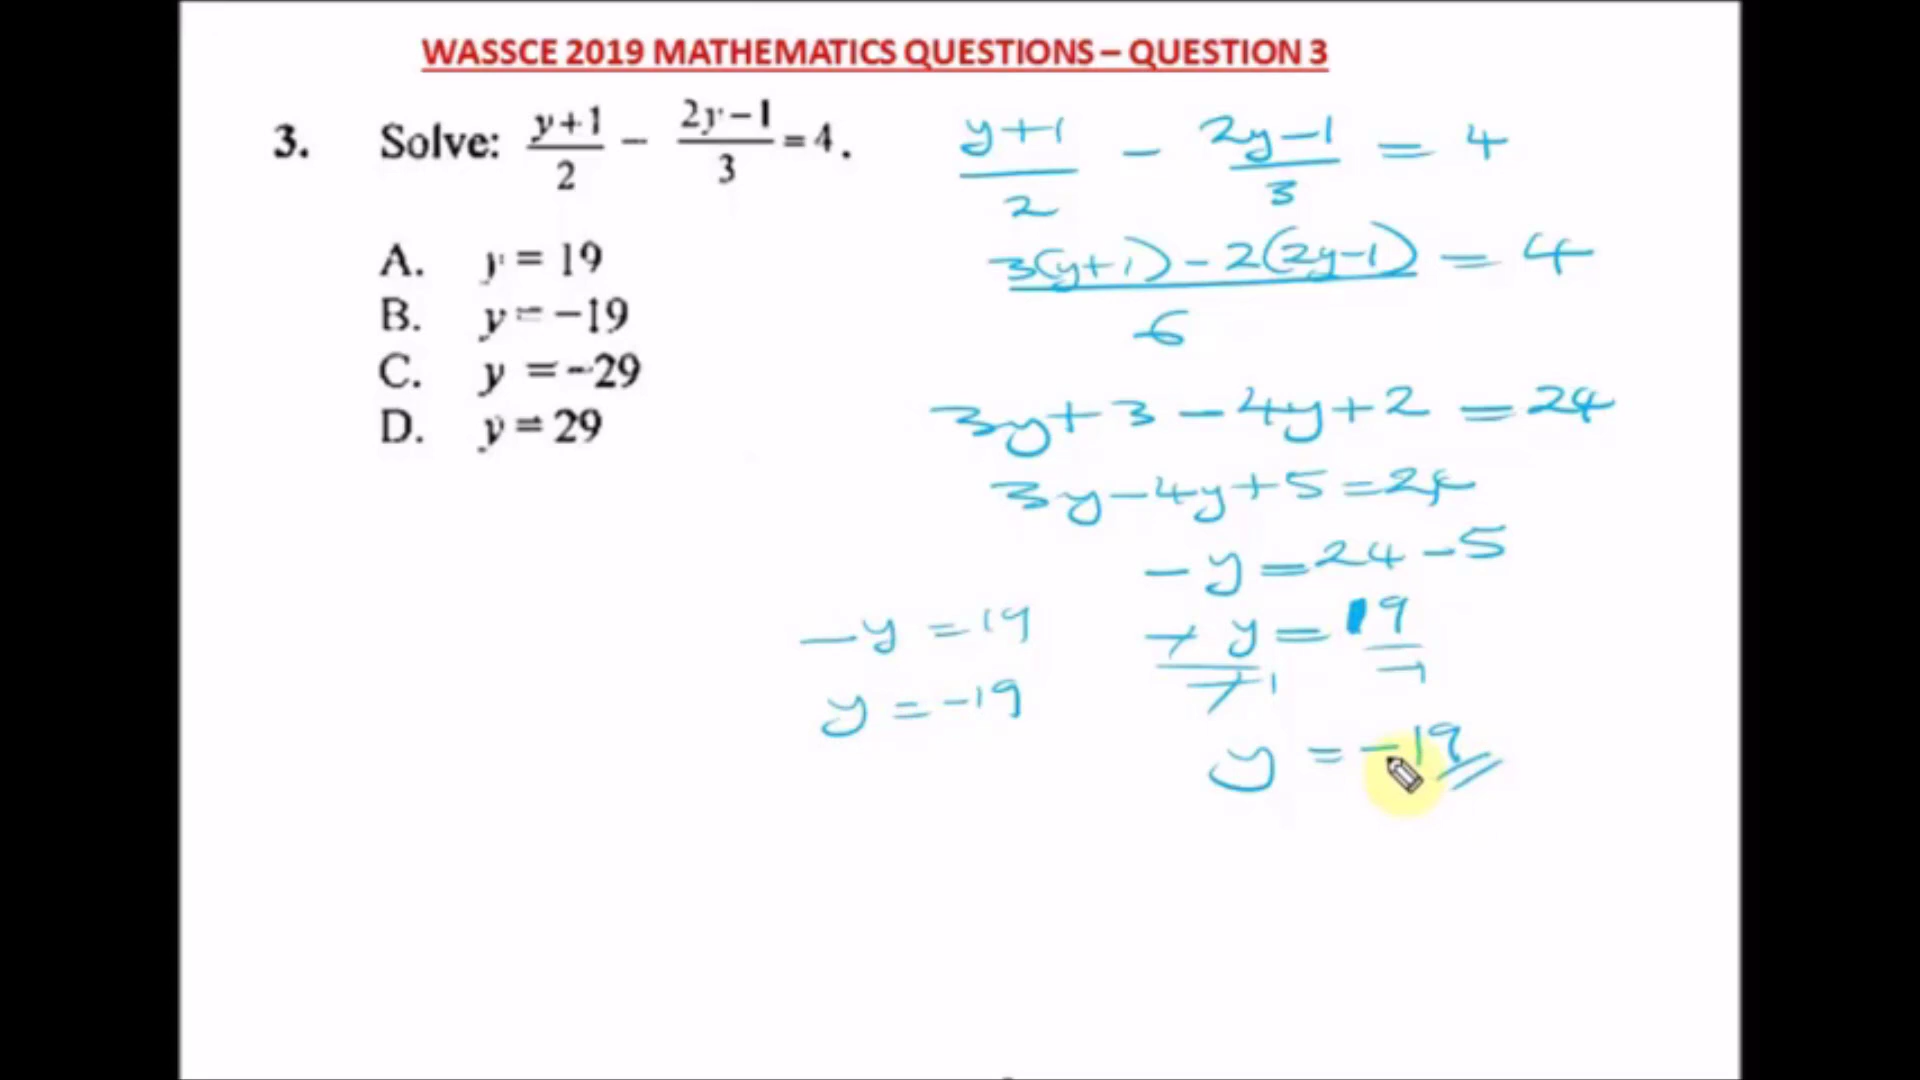 WASSCE 2019 MATHEMATICS QUESTIONS – QUESTION 3
3. Solve: (y+1)/2 − (2y−1)/3 = 4.
A. y = 19
B. y = −19
C. y = −29
D. y = 29
(y+1)/2 − (2y−1)/3 = 4
(3(y+1) − 2(2y−1))/6 = 4
3y+3 − 4y+2 = 24
3y−4y+5 = 24
−y = 24 − 5
−y/−1 = 19/−1
1
y = −19
−y = 19
y = −19